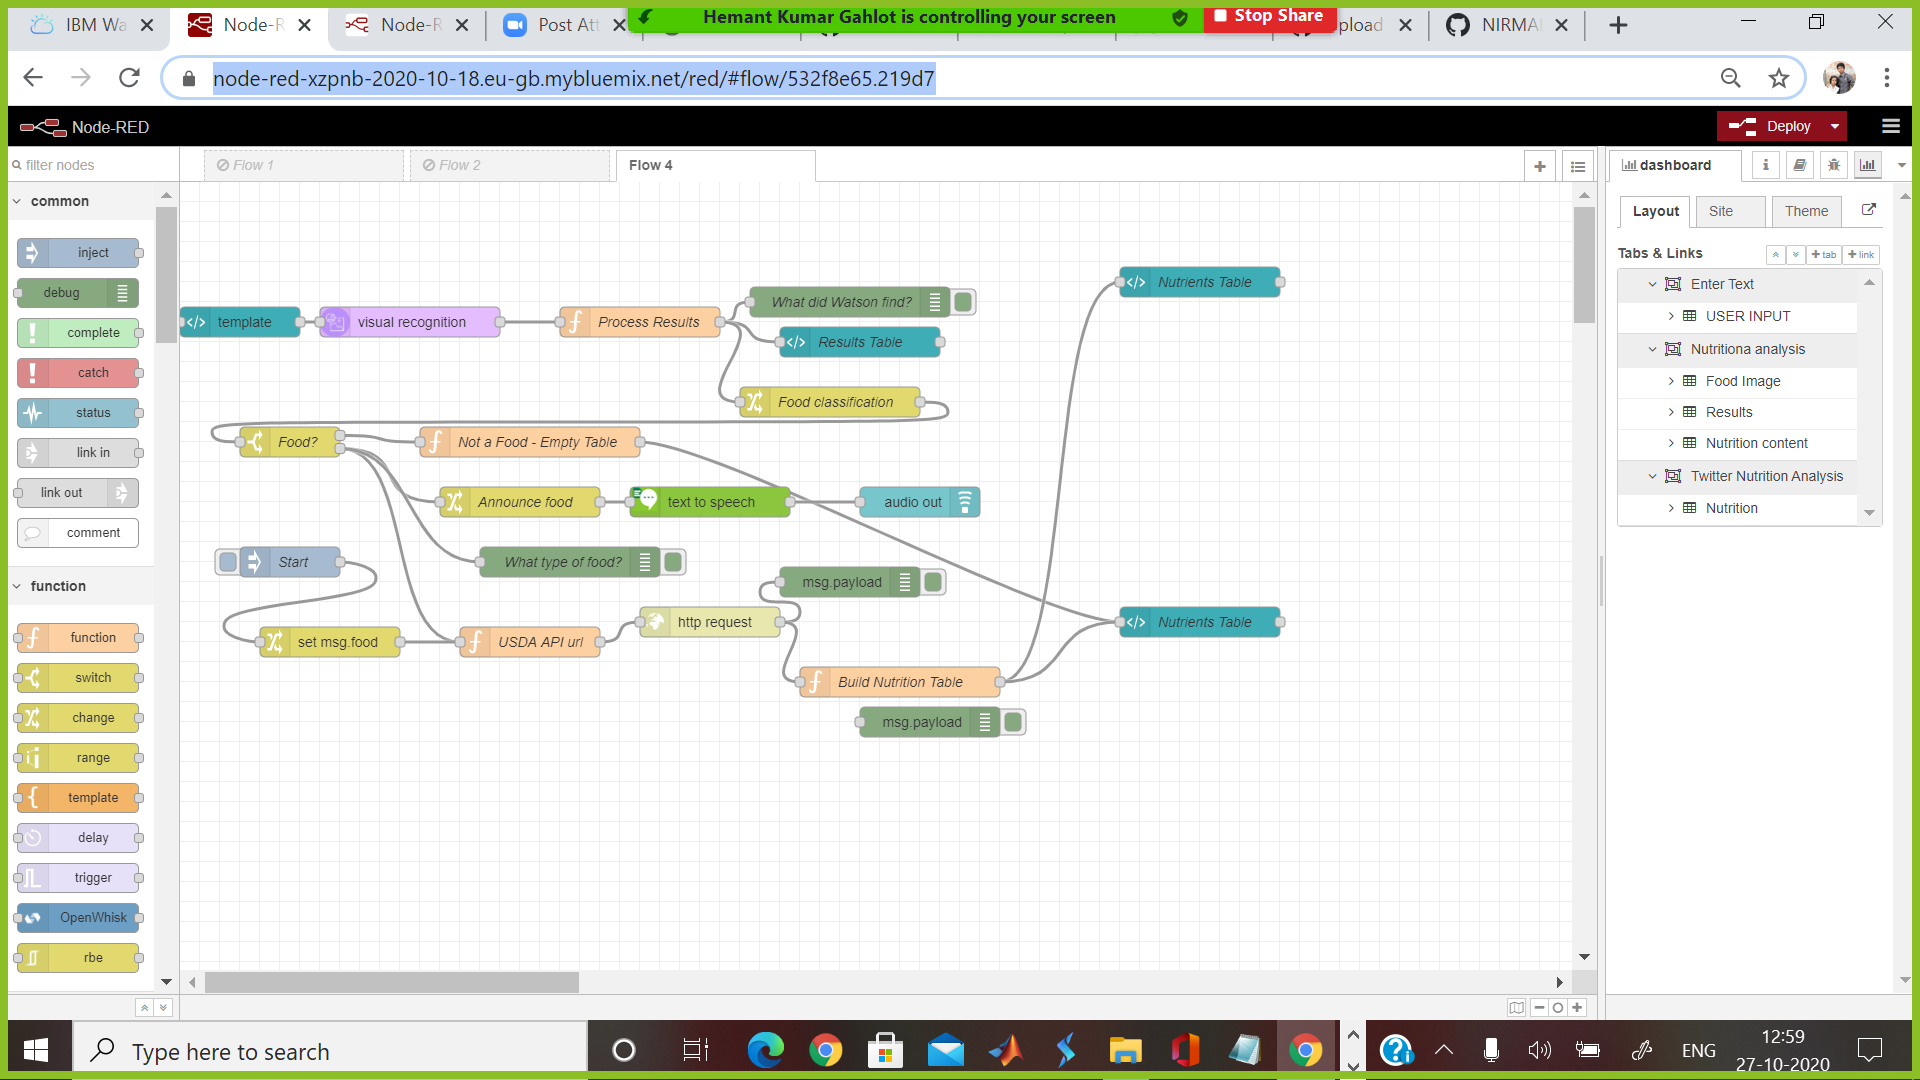 Hemant Kumar Gahlot is controlling your screen
Stop Share
IBM Wa
Node-R
Node-R
Post Att
pload
NIRMA
node-red-xzpnb-2020-10-18.eu-gb.mybluemix.net/red/#flow/532f8e65.219d7
Node-RED
Deploy
filter nodes
Flow 1
Flow 2
Flow 4
dashboard
common
inject
debug
complete
catch
status
link in
link out
comment
function
function
switch
change
range
template
delay
trigger
OpenWhisk
rbe
template
visual recognition
Process Results
What did Watson find?
Results Table
Food classification
Nutrients Table
Food?
Not a Food - Empty Table
Announce food
text to speech
audio out
Start
What type of food?
msg.payload
set msg.food
USDA API url
http request
Nutrients Table
Build Nutrition Table
msg.payload
Layout
Site
Theme
Tabs & Links
+ tab
+ link
Enter Text
USER INPUT
Nutritiona analysis
Food Image
Results
Nutrition content
Twitter Nutrition Analysis
Nutrition
Type here to search
ENG
12:59
27-10-2020